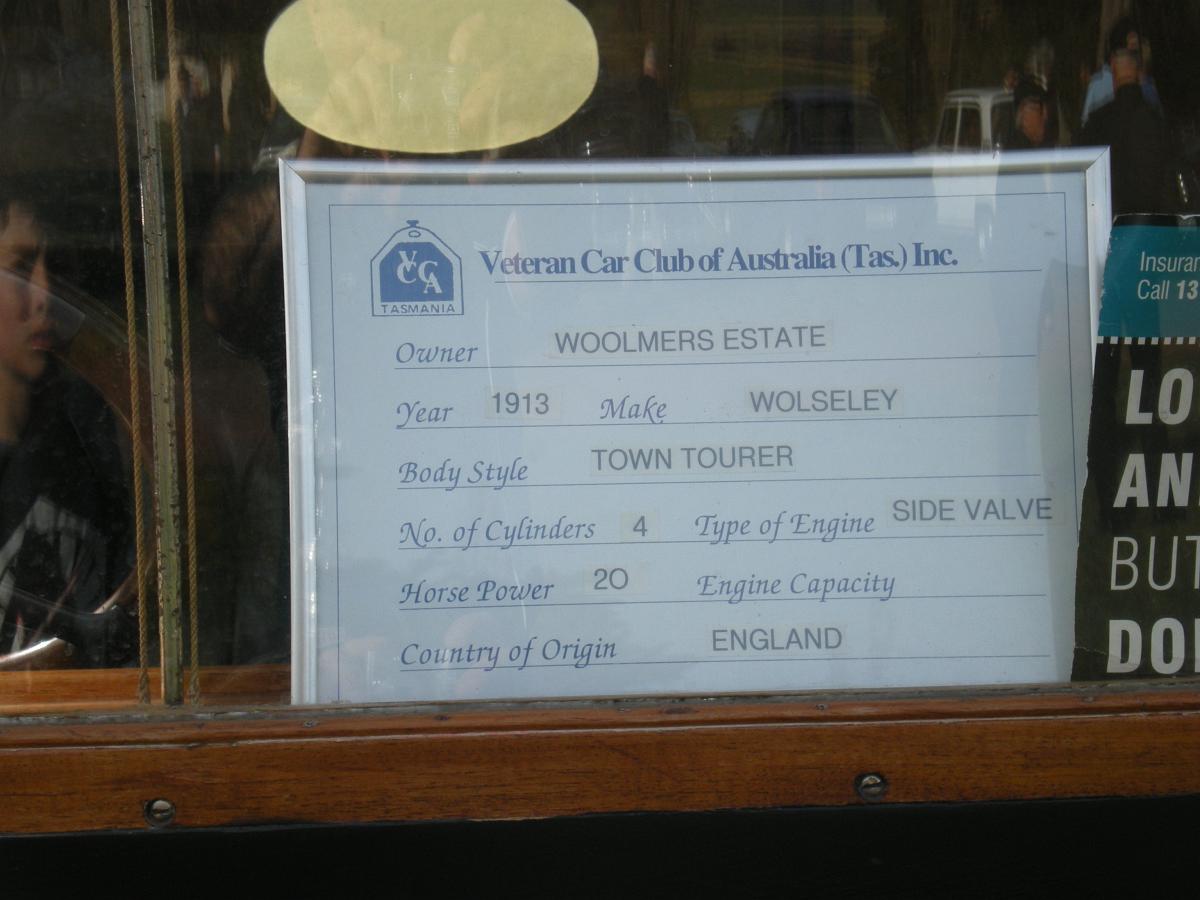 VCCA
TASMANIA
Veteran Car Club of Australia (Tas.) Inc.
Owner WOOLMERS ESTATE
Year 1913 Make WOLSELEY
Body Style TOWN TOURER
No. of Cylinders 4 Type of Engine SIDE VALVE
Horse Power 20 Engine Capacity
Country of Origin ENGLAND
Call 13
LO
AN
BUT
DO